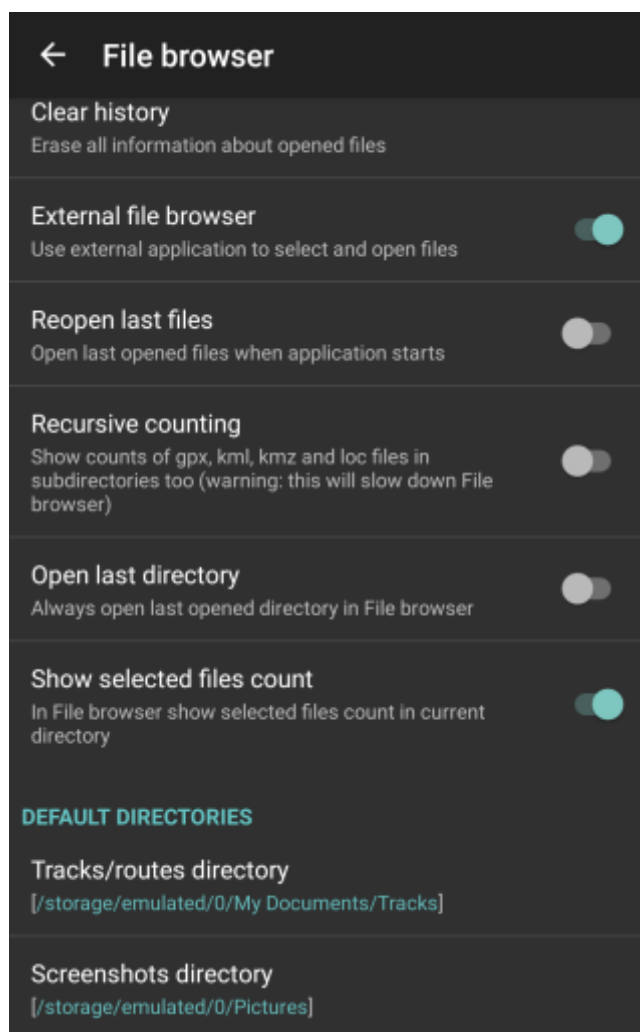 File browser
Clear history
Erase all information about opened files
External file browser
Use external application to select and open files
Reopen last files
Open last opened files when application starts
Recursive counting
Show counts of gpx, kml, kmz and loc files in
subdirectories too (warning: this will slow down File
browser)
Open last directory
Always open last opened directory in File browser
Show selected files count
In File browser show selected files count in current
directory
DEFAULT DIRECTORIES
Tracks/routes directory
[/storage/emulated/0/My Documents/Tracks]
Screenshots directory
[/storage/emulated/0/Pictures]